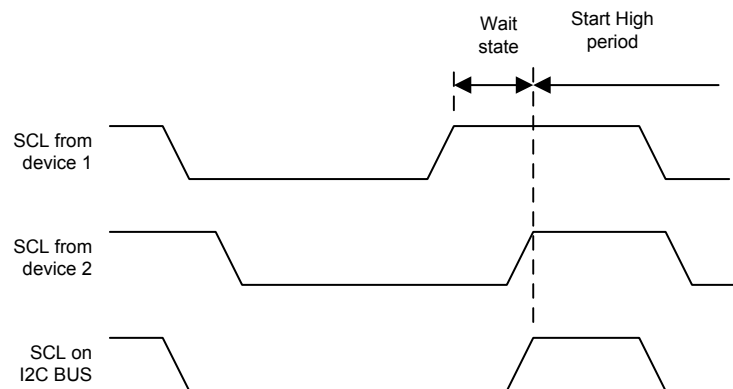 Wait
state
Start High
period
SCL from
device 1
SCL from
device 2
SCL on
I2C BUS